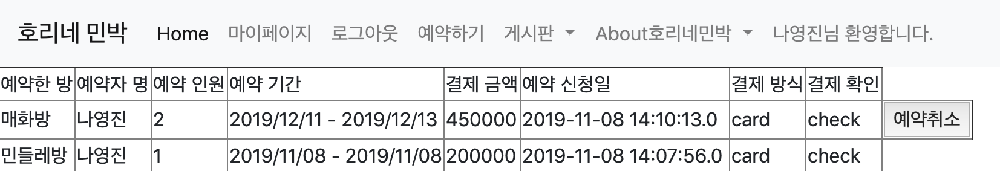 호리네 민박 Home 마이페이지 로그아웃 예약하기 게시판 About호리네민박 나영진님 환영합니다.
예약한 방 예약자 명 예약 인원 예약 기간 결제 금액 예약 신청일 결제 방식 결제 확인
매화방 나영진 2 2019/12/11 - 2019/12/13 450000 2019-11-08 14:10:13.0 card check 예약취소
민들레방 나영진 1 2019/11/08 - 2019/11/08 200000 2019-11-08 14:07:56.0 card check